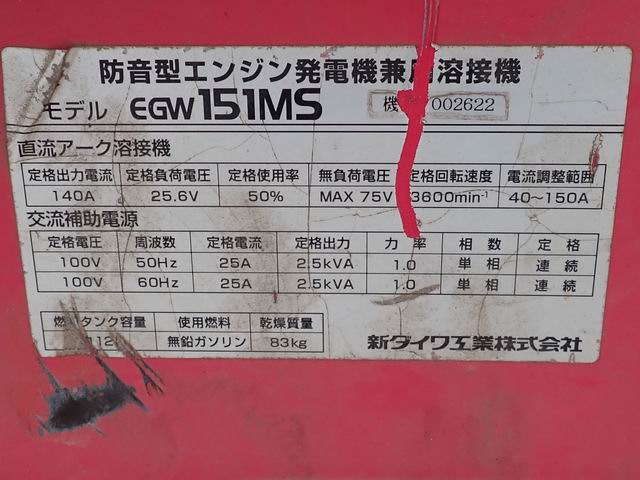 防音型エンジン発電機兼用溶接機
モデル EGW151MS 機 002622
直流アーク溶接機
定格出力電流 定格負荷電圧 定格使用率 無負荷電圧 定格回転速度 電流調整範囲
140A 25.6V 50% MAX 75V 3600min⁻¹ 40～150A
交流補助電源
定格電圧 周波数 定格電流 定格出力 力率 相数 定格
100V 50Hz 25A 2.5kVA 1.0 単相 連続
100V 60Hz 25A 2.5kVA 1.0 単相 連続
燃料タンク容量 使用燃料 乾燥質量
12 無鉛ガソリン 83kg
新ダイワ工業株式会社